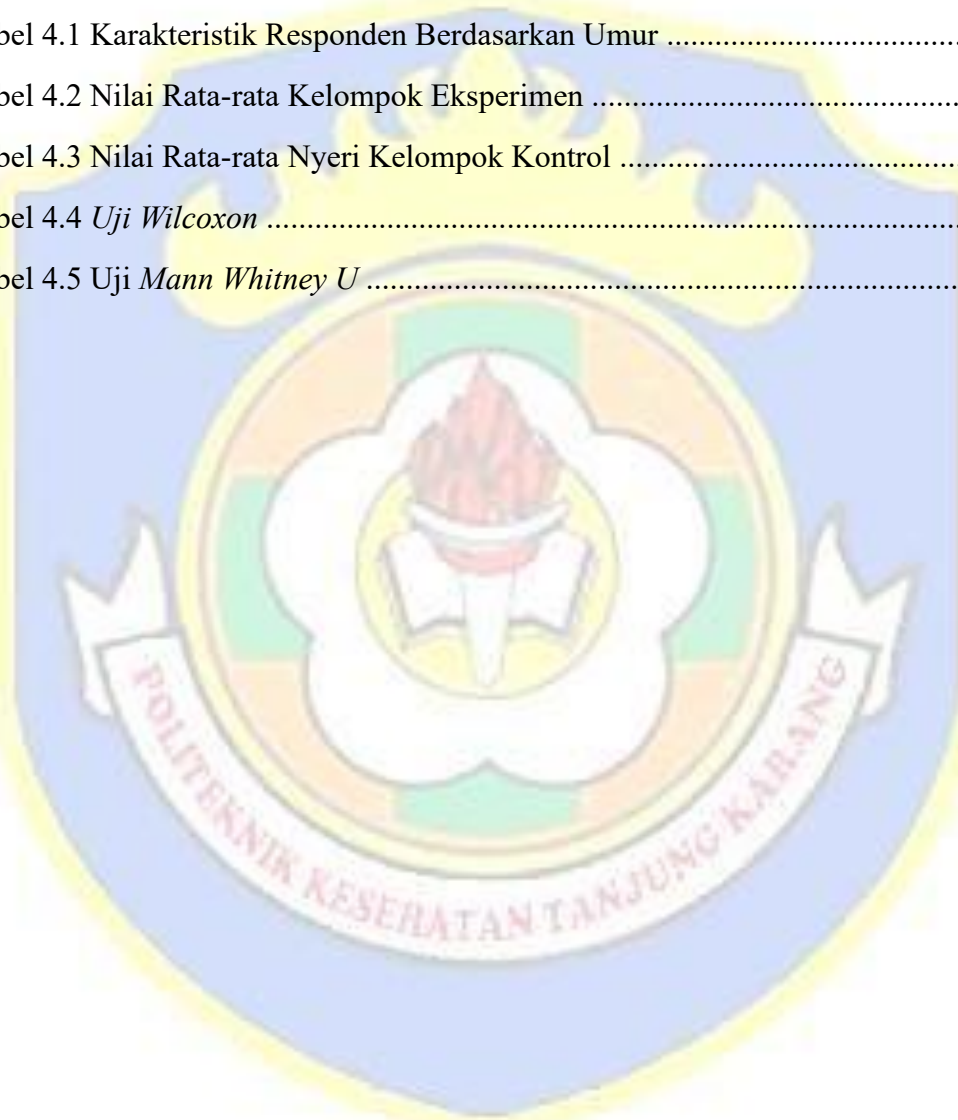 bel 4.1 Karakteristik Responden Berdasarkan Umur ......................................
bel 4.2 Nilai Rata-rata Kelompok Eksperimen ................................................
bel 4.3 Nilai Rata-rata Nyeri Kelompok Kontrol ............................................
bel 4.4 Uji Wilcoxon ........................................................................................
bel 4.5 Uji Mann Whitney U ...........................................................................
POLITEKNIK KESEHATAN TANJUNG KARANG